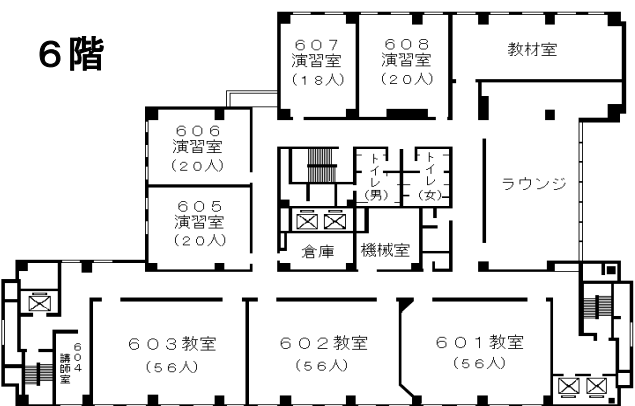 ６階
６０７
演習室
（１８人）
６０８
演習室
（２０人）
教材室
６０６
演習室
（２０人）
トイレ（男）
トイレ（女）
ラウンジ
６０５
演習室
（２０人）
倉庫
機械室
６０４
講師室
６０３教室
（５６人）
６０２教室
（５６人）
６０１教室
（５６人）